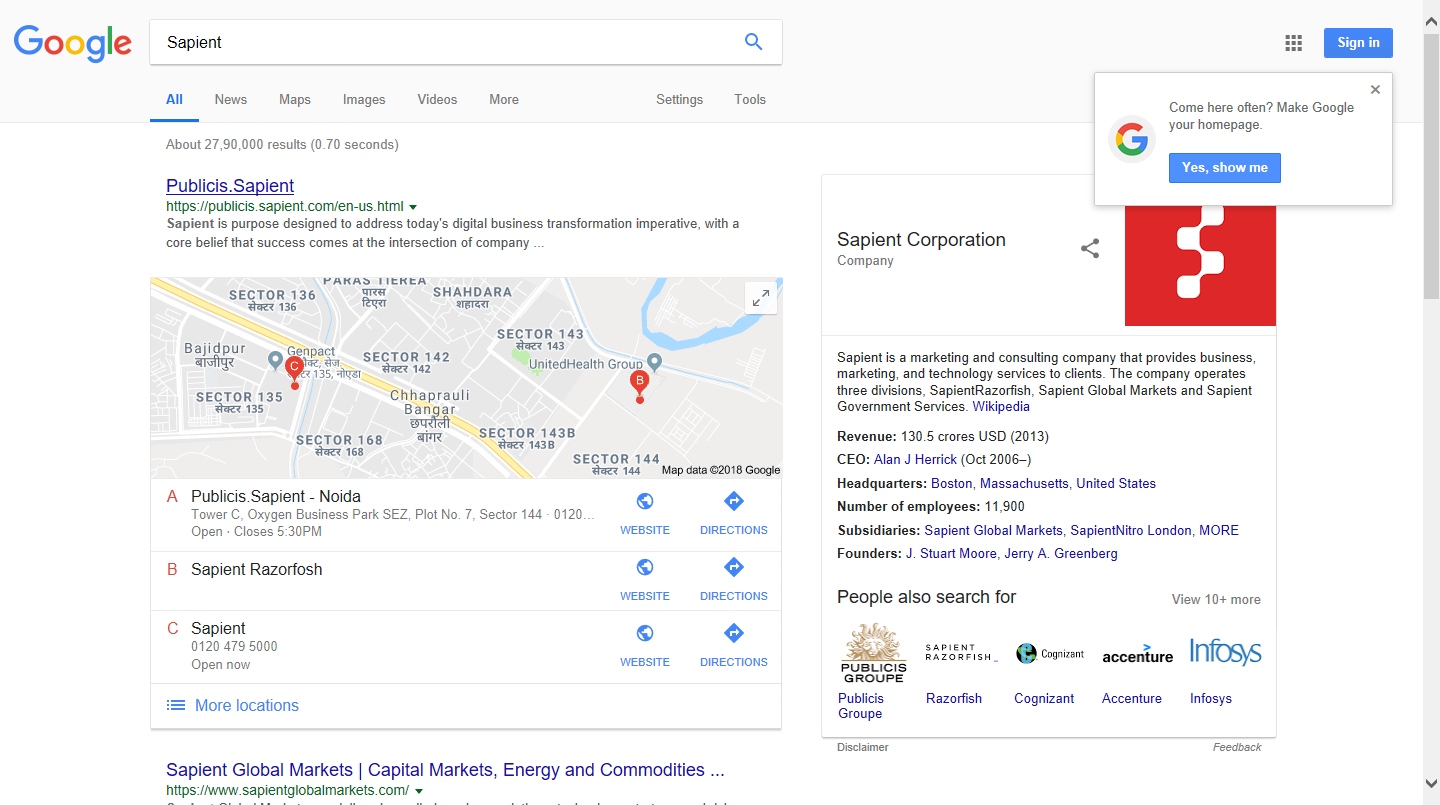 Google
Sapient
Sign in
All
News
Maps
Images
Videos
More
Settings
Tools
Come here often? Make Google
your homepage.
Yes, show me
About 27,90,000 results (0.70 seconds)
Publicis.Sapient
https://publicis.sapient.com/en-us.html
Sapient is purpose designed to address today's digital business transformation imperative, with a
core belief that success comes at the intersection of company ...
PARAS TIEREA
पारस
टिएरा
SECTOR 136
सेक्टर 136
SHAHDARA
शहादरा
SECTOR 143
सेक्टर 143
Bajidpur
बाजीपुर
Genpact
सेज़
135, नोएडा
C
SECTOR 142
सेक्टर 142
UnitedHealth Group
B
SECTOR 135
सेक्टर 135
Chhaprauli
Bangar
छपरौली
बांगर
SECTOR 168
सेक्टर 168
SECTOR 143B
सेक्टर 143B
SECTOR 144
सेक्टर 144
Map data ©2018 Google
A Publicis.Sapient - Noida
Tower C, Oxygen Business Park SEZ, Plot No. 7, Sector 144 · 0120...
Open · Closes 5:30PM
WEBSITE
DIRECTIONS
B Sapient Razorfosh
WEBSITE
DIRECTIONS
C Sapient
0120 479 5000
Open now
WEBSITE
DIRECTIONS
More locations
Sapient Global Markets | Capital Markets, Energy and Commodities ...
https://www.sapientglobalmarkets.com/
Sapient Corporation
Company
Sapient is a marketing and consulting company that provides business,
marketing, and technology services to clients. The company operates
three divisions, SapientRazorfish, Sapient Global Markets and Sapient
Government Services. Wikipedia
Revenue: 130.5 crores USD (2013)
CEO: Alan J Herrick (Oct 2006–)
Headquarters: Boston, Massachusetts, United States
Number of employees: 11,900
Subsidiaries: Sapient Global Markets, SapientNitro London, MORE
Founders: J. Stuart Moore, Jerry A. Greenberg
People also search for
View 10+ more
PUBLICIS
GROUPE
SAPIENT
RAZORFISH_
Cognizant
accenture
Infosys
Publicis
Groupe
Razorfish
Cognizant
Accenture
Infosys
Disclaimer
Feedback